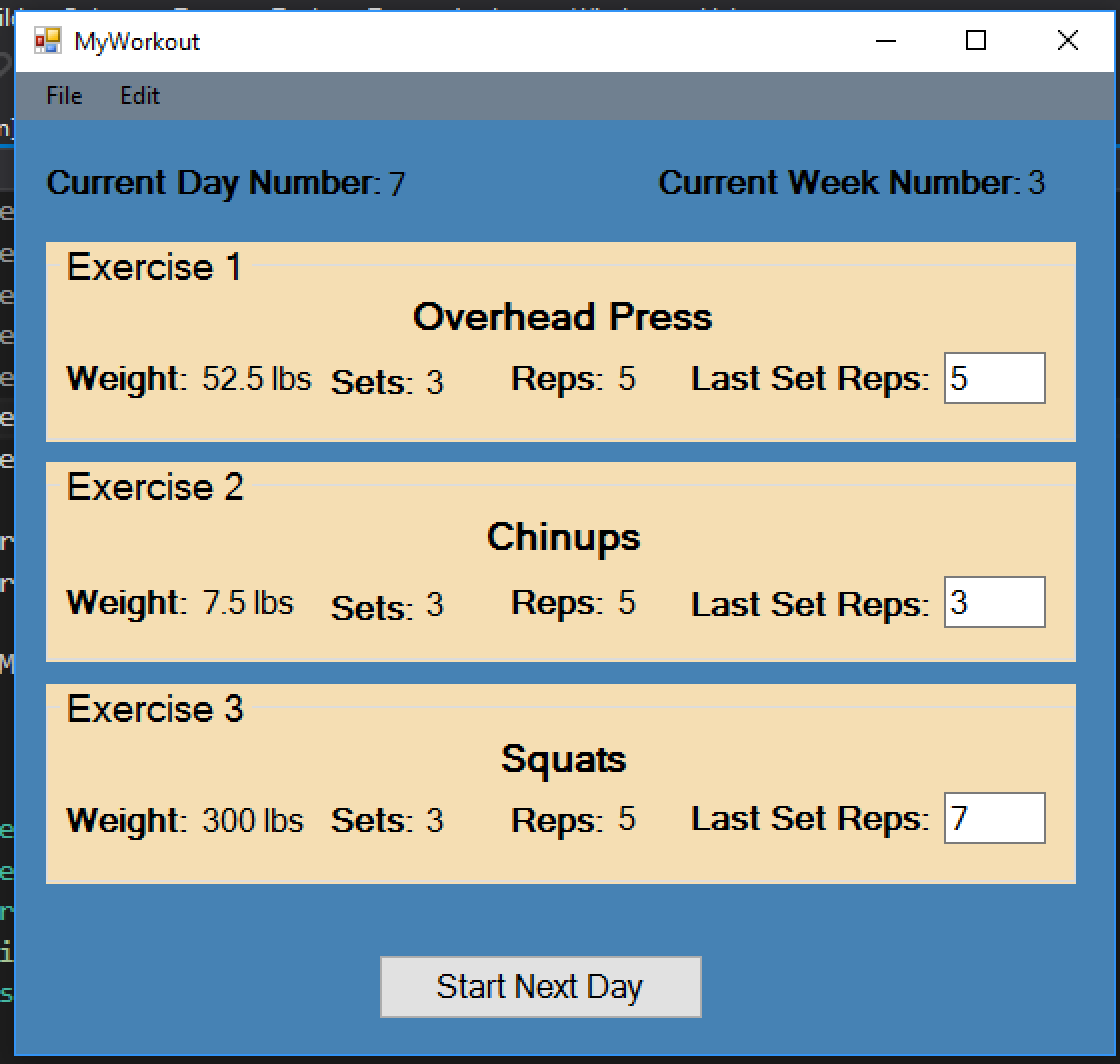 MyWorkout
File Edit
Current Day Number: 7 Current Week Number: 3
Exercise 1
Overhead Press
Weight: 52.5 lbs Sets: 3 Reps: 5 Last Set Reps: 5
Exercise 2
Chinups
Weight: 7.5 lbs Sets: 3 Reps: 5 Last Set Reps: 3
Exercise 3
Squats
Weight: 300 lbs Sets: 3 Reps: 5 Last Set Reps: 7
Start Next Day